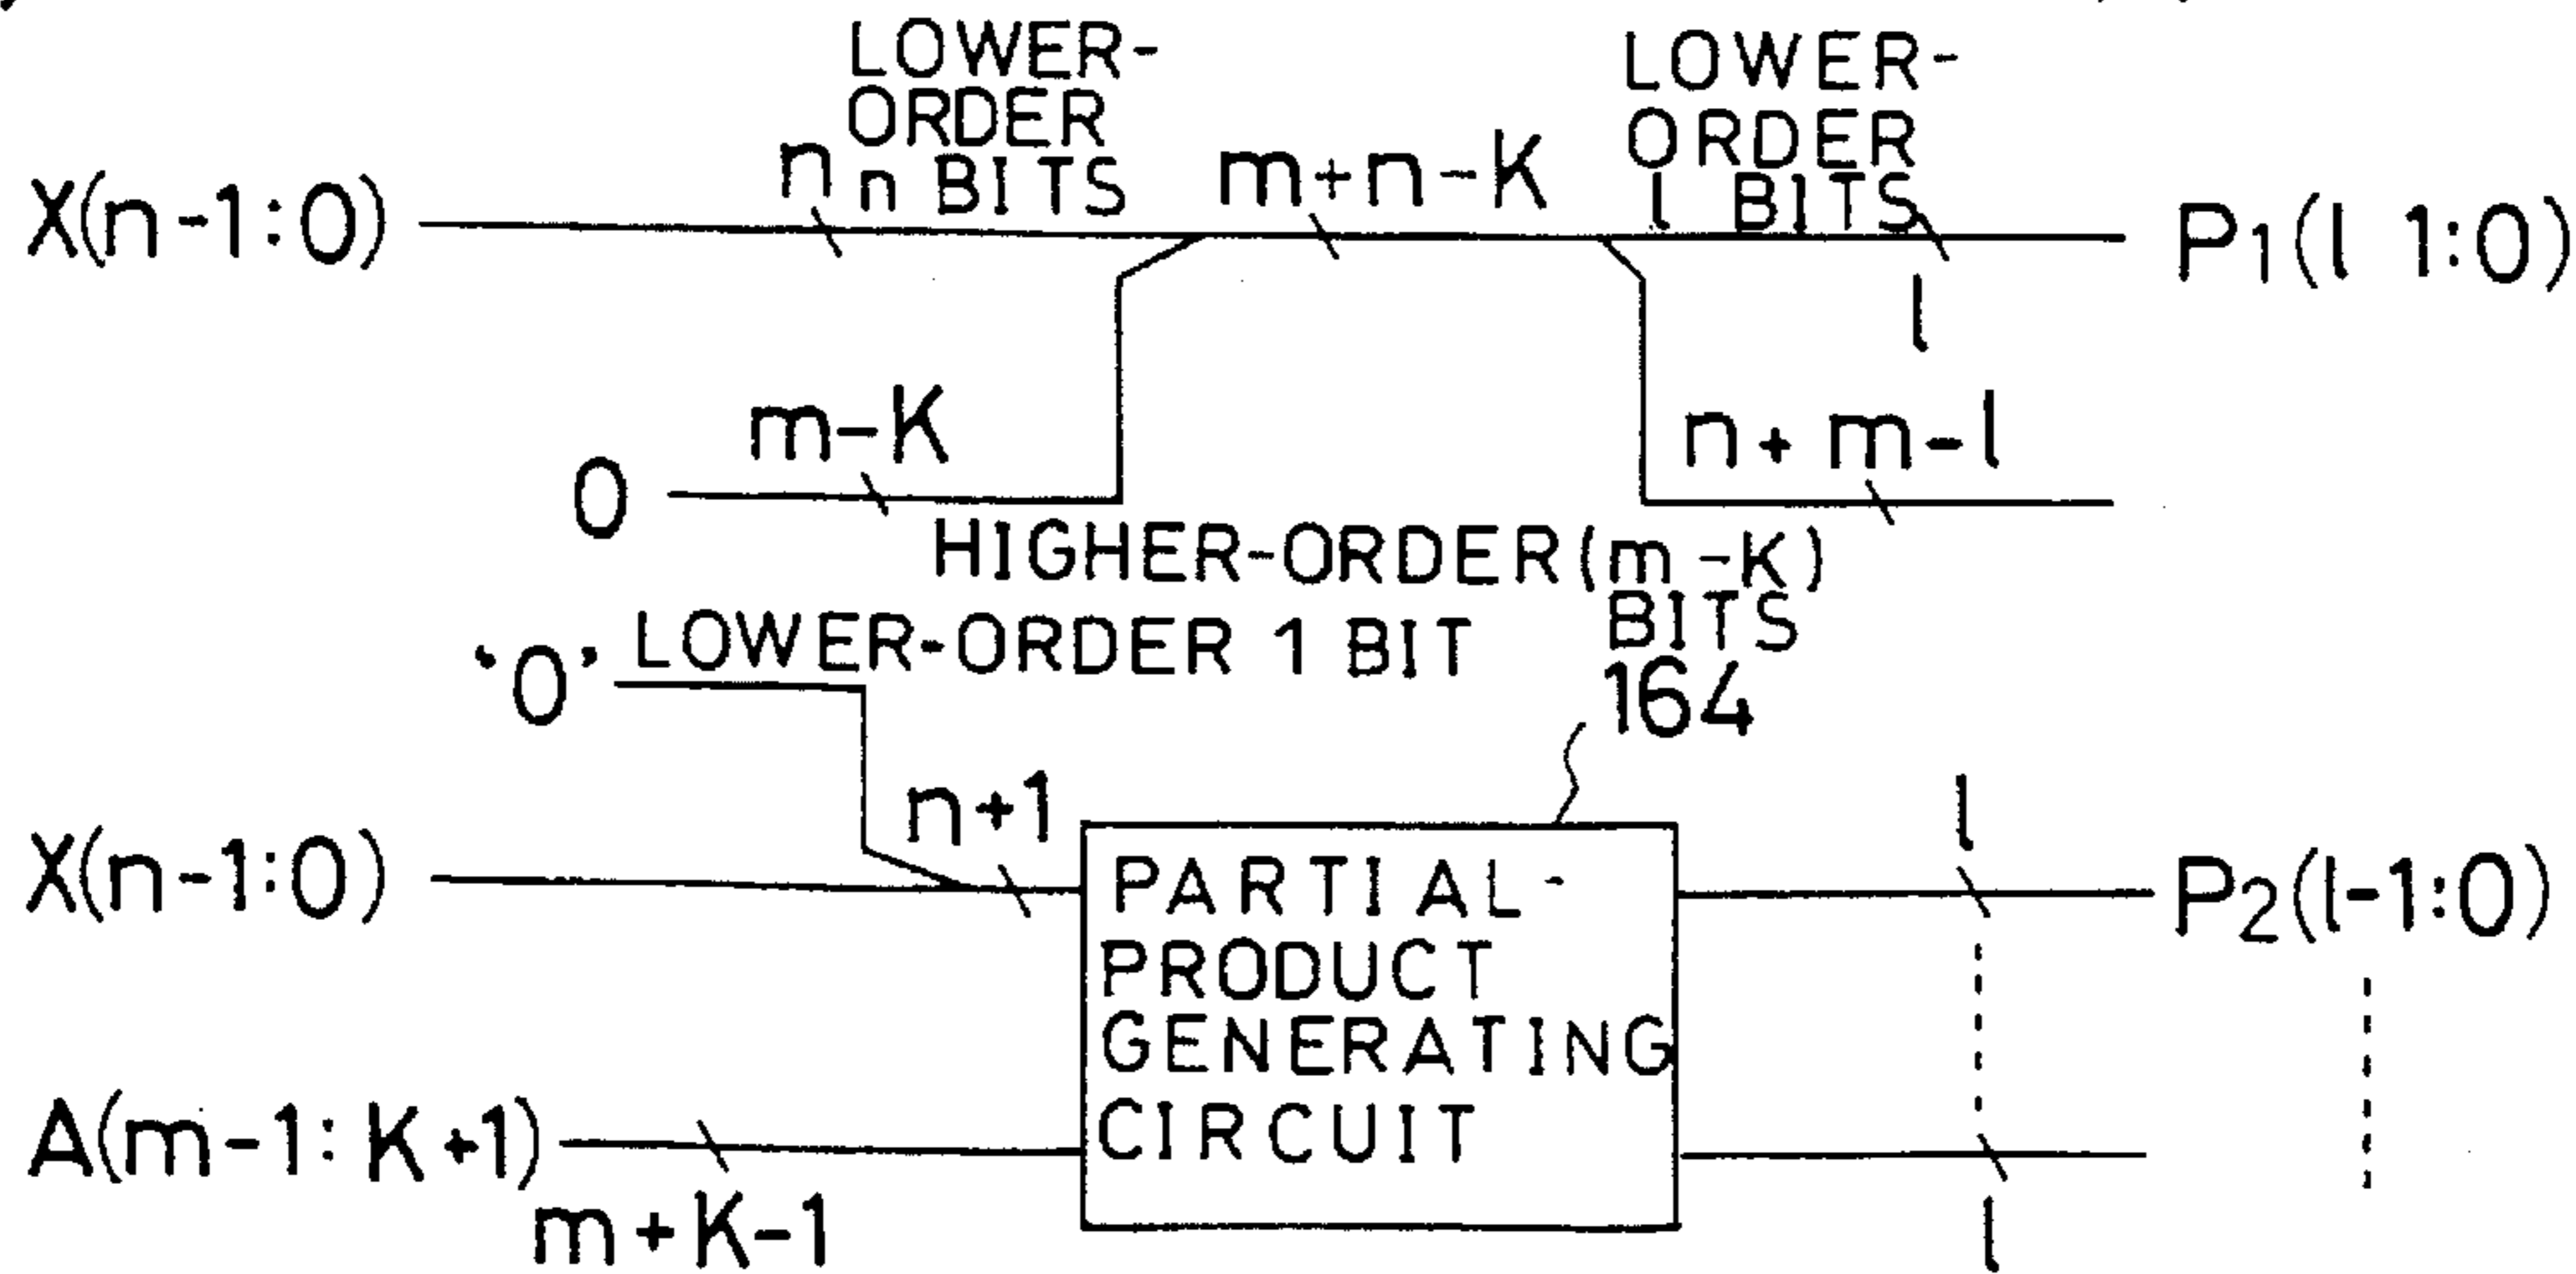 LOWER-
ORDER
n BITS
n
m+n-K
LOWER-
ORDER
l BITS
X(n-1:0)
P1(l 1:0)
l
m-K
n+m-l
0
HIGHER-ORDER(m-K)
BITS
'0' LOWER-ORDER 1 BIT
164
n+1
l
X(n-1:0)
PARTIAL-
PRODUCT
GENERATING
CIRCUIT
P2(l-1:0)
A(m-1:K+1)
m+K-1
l